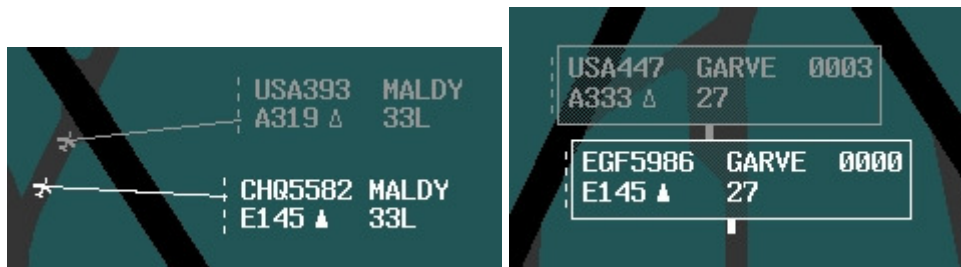 USA393 MALDY
A319 Δ 33L
CHQ5582 MALDY
E145 ▲ 33L
USA447 GARVE 0003
A333 Δ 27
EGF5986 GARVE 0000
E145 ▲ 27